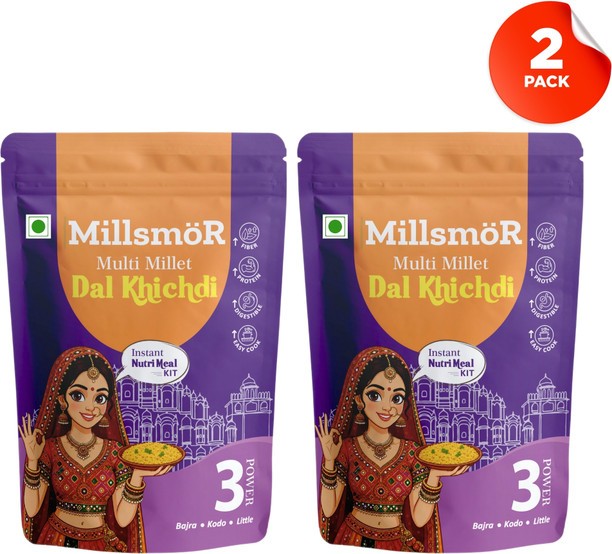 2
PACK
MillsmöR
Multi Millet
Dal Khichdi
FIBER
PROTEIN
DIGESTIBLE
EASY COOK
Instant
Nutri Meal
KIT
3
POWER
Bajra • Kodo • Little
MillsmöR
Multi Millet
Dal Khichdi
FIBER
PROTEIN
DIGESTIBLE
EASY COOK
Instant
Nutri Meal
KIT
3
POWER
Bajra • Kodo • Little